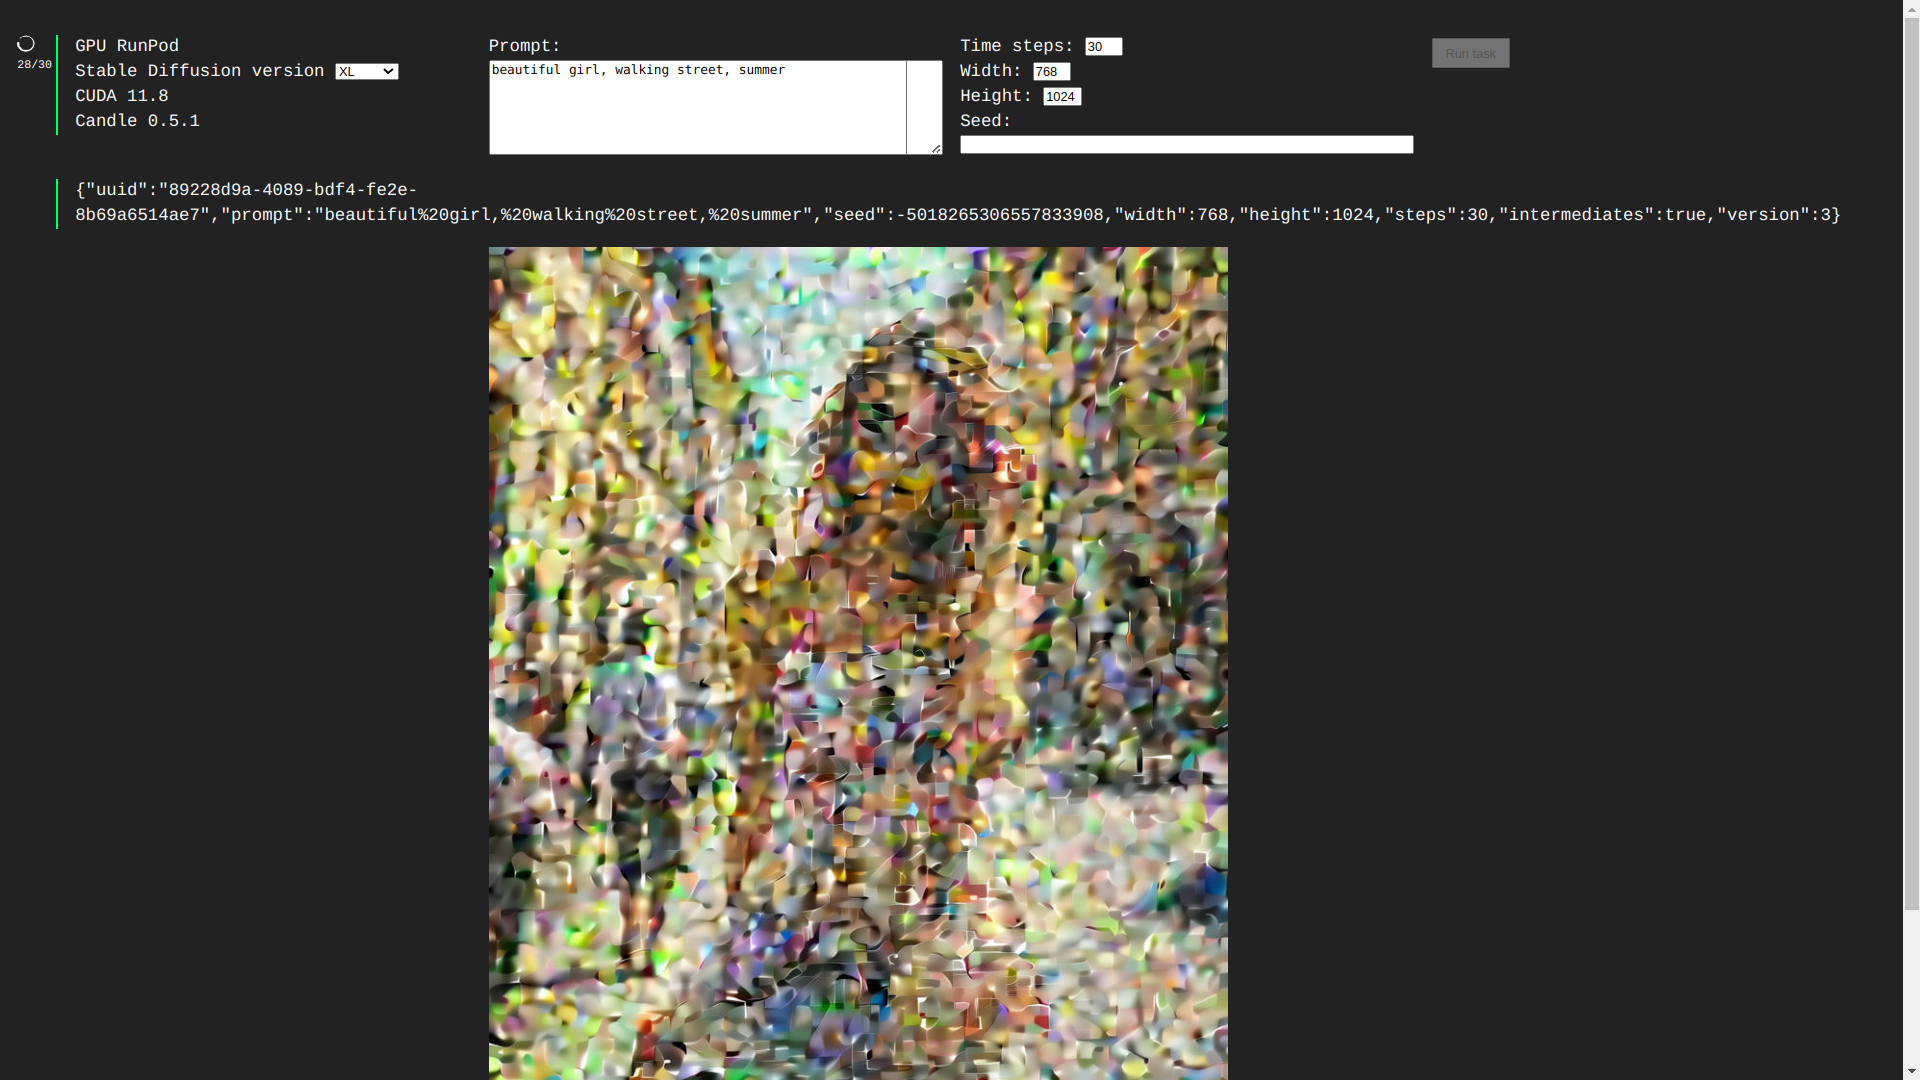 28/30
GPU RunPod
Stable Diffusion version XL
CUDA 11.8
Candle 0.5.1
Prompt:
beautiful girl, walking street, summer
Time steps: 30
Width: 768
Height: 1024
Seed:
Run task
{"uuid":"89228d9a-4089-bdf4-fe2e-
8b69a6514ae7","prompt":"beautiful%20girl,%20walking%20street,%20summer","seed":-5018265306557833908,"width":768,"height":1024,"steps":30,"intermediates":true,"version":3}